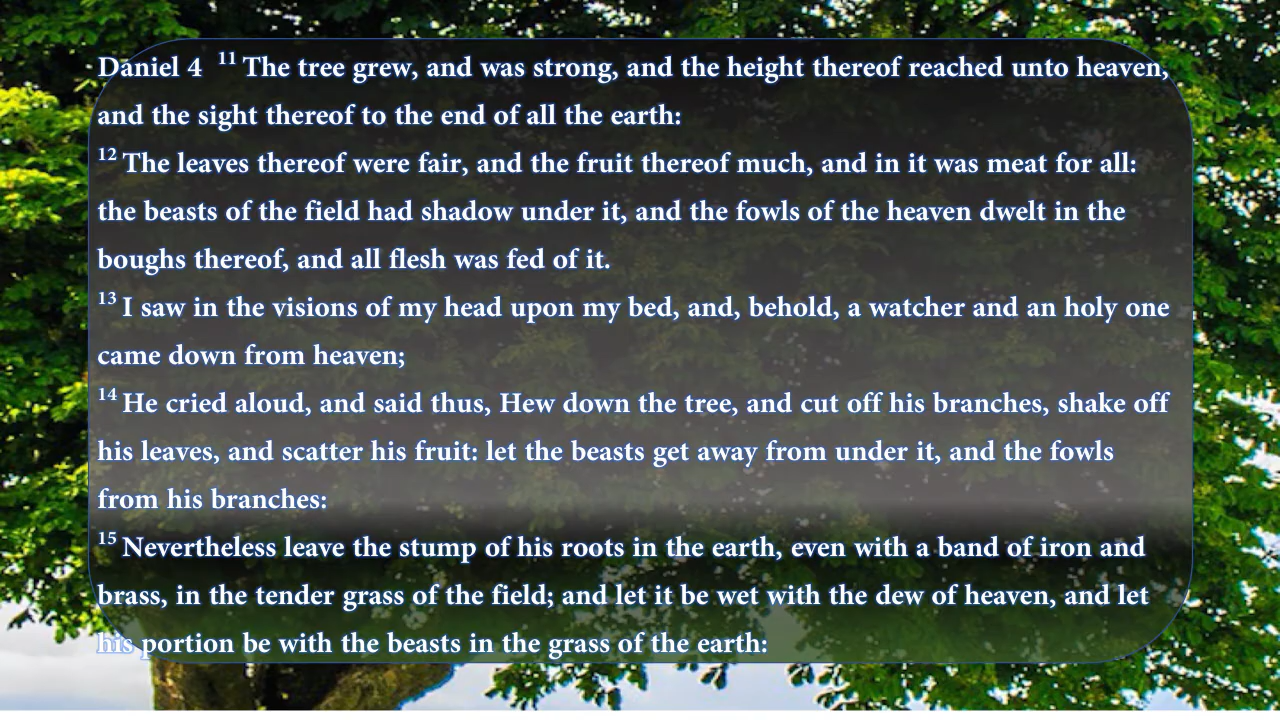 Daniel 4 11 The tree grew, and was strong, and the height thereof reached unto heaven,
and the sight thereof to the end of all the earth:
12 The leaves thereof were fair, and the fruit thereof much, and in it was meat for all:
the beasts of the field had shadow under it, and the fowls of the heaven dwelt in the
boughs thereof, and all flesh was fed of it.
13 I saw in the visions of my head upon my bed, and, behold, a watcher and an holy one
came down from heaven;
14 He cried aloud, and said thus, Hew down the tree, and cut off his branches, shake off
his leaves, and scatter his fruit: let the beasts get away from under it, and the fowls
from his branches:
15 Nevertheless leave the stump of his roots in the earth, even with a band of iron and
brass, in the tender grass of the field; and let it be wet with the dew of heaven, and let
his portion be with the beasts in the grass of the earth: